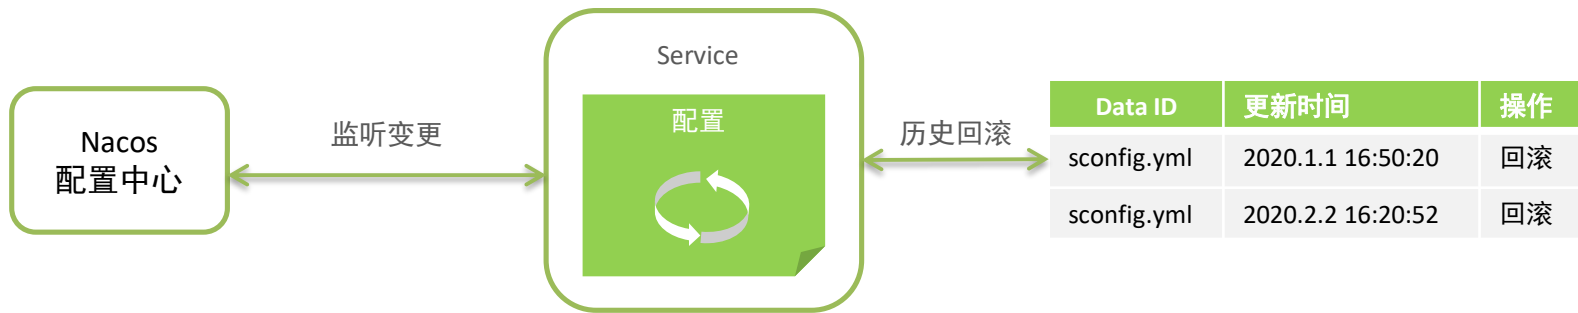 Nacos
配置中心
监听变更
Service
配置
历史回滚
Data ID 更新时间 操作
sconfig.yml 2020.1.1 16:50:20 回滚
sconfig.yml 2020.2.2 16:20:52 回滚